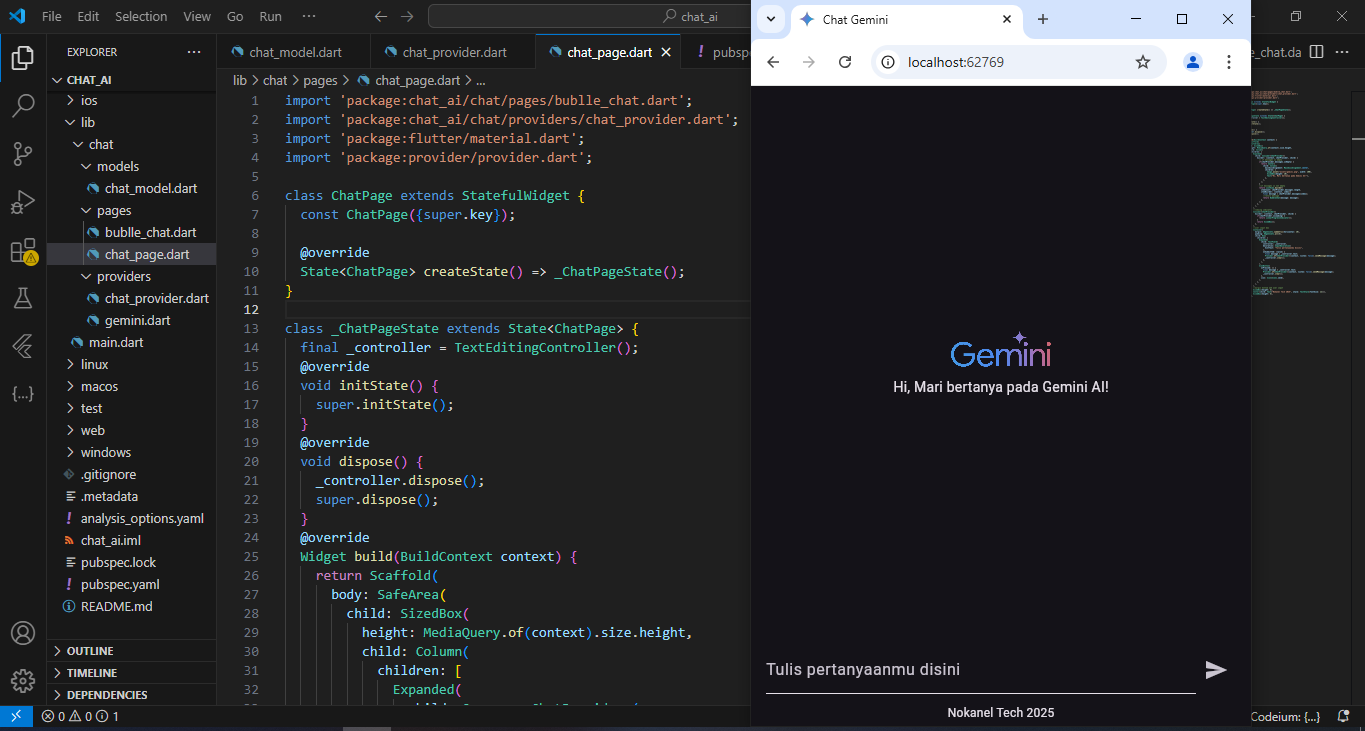 File Edit Selection View Go Run ··· chat_ai
Chat Gemini
localhost:62769
EXPLORER ···
CHAT_AI
ios
lib
chat
models
chat_model.dart
pages
bublle_chat.dart
chat_page.dart
providers
chat_provider.dart
gemini.dart
main.dart
linux
macos
test
web
windows
.gitignore
.metadata
analysis_options.yaml
chat_ai.iml
pubspec.lock
pubspec.yaml
README.md
OUTLINE
TIMELINE
DEPENDENCIES
chat_model.dart chat_provider.dart chat_page.dart pubsp e_chat.da
lib > chat > pages > chat_page.dart > ...
1 import 'package:chat_ai/chat/pages/bublle_chat.dart';
2 import 'package:chat_ai/chat/providers/chat_provider.dart';
3 import 'package:flutter/material.dart';
4 import 'package:provider/provider.dart';
5
6 class ChatPage extends StatefulWidget {
7 const ChatPage({super.key});
8
9 @override
10 State<ChatPage> createState() => _ChatPageState();
11 }
12
13 class _ChatPageState extends State<ChatPage> {
14 final _controller = TextEditingController();
15 @override
16 void initState() {
17 super.initState();
18 }
19 @override
20 void dispose() {
21 _controller.dispose();
22 super.dispose();
23 }
24 @override
25 Widget build(BuildContext context) {
26 return Scaffold(
27 body: SafeArea(
28 child: SizedBox(
29 height: MediaQuery.of(context).size.height,
30 child: Column(
31 children: [
32 Expanded(
Gemini
Hi, Mari bertanya pada Gemini AI!
Tulis pertanyaanmu disini
Nokanel Tech 2025
0 0 1
Codeium: {...}